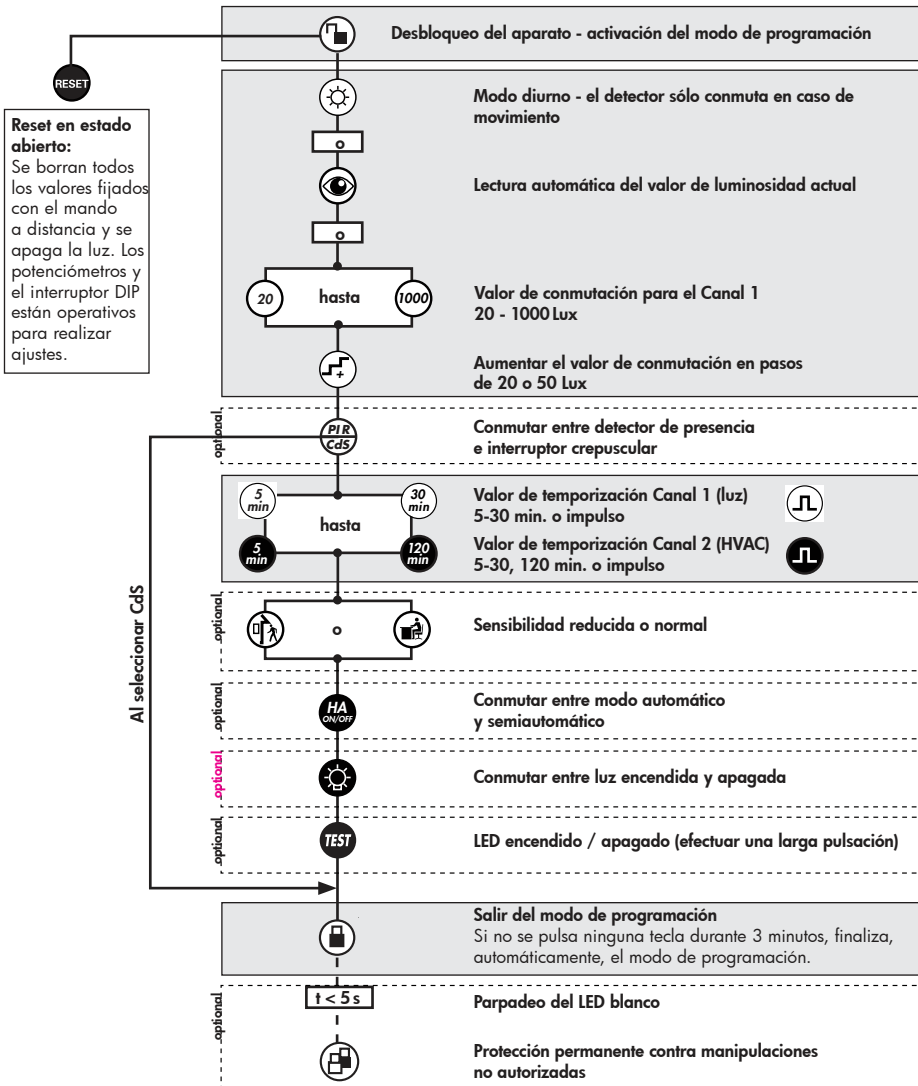 Desbloqueo del aparato - activación del modo de programación
RESET
Reset en estado
abierto:
Se borran todos
los valores fijados
con el mando
a distancia y se
apaga la luz. Los
potenciómetros y
el interruptor DIP
están operativos
para realizar
ajustes.
Modo diurno - el detector sólo conmuta en caso de
movimiento
o
Lectura automática del valor de luminosidad actual
o
20 hasta 1000
Valor de conmutación para el Canal 1
20 - 1000 Lux
+
Aumentar el valor de conmutación en pasos
de 20 o 50 Lux
optional
PIR
CdS
Conmutar entre detector de presencia
e interruptor crepuscular
5
min
30
min
hasta
5
min
120
min
Valor de temporización Canal 1 (luz)
5-30 min. o impulso
Valor de temporización Canal 2 (HVAC)
5-30, 120 min. o impulso
Al seleccionar CdS
optional
o
Sensibilidad reducida o normal
optional
HA
ON/OFF
Conmutar entre modo automático
y semiautomático
optional
Conmutar entre luz encendida y apagada
optional
TEST
LED encendido / apagado (efectuar una larga pulsación)
Salir del modo de programación
Si no se pulsa ninguna tecla durante 3 minutos, finaliza,
automáticamente, el modo de programación.
optional
t < 5 s
Parpadeo del LED blanco
Protección permanente contra manipulaciones
no autorizadas